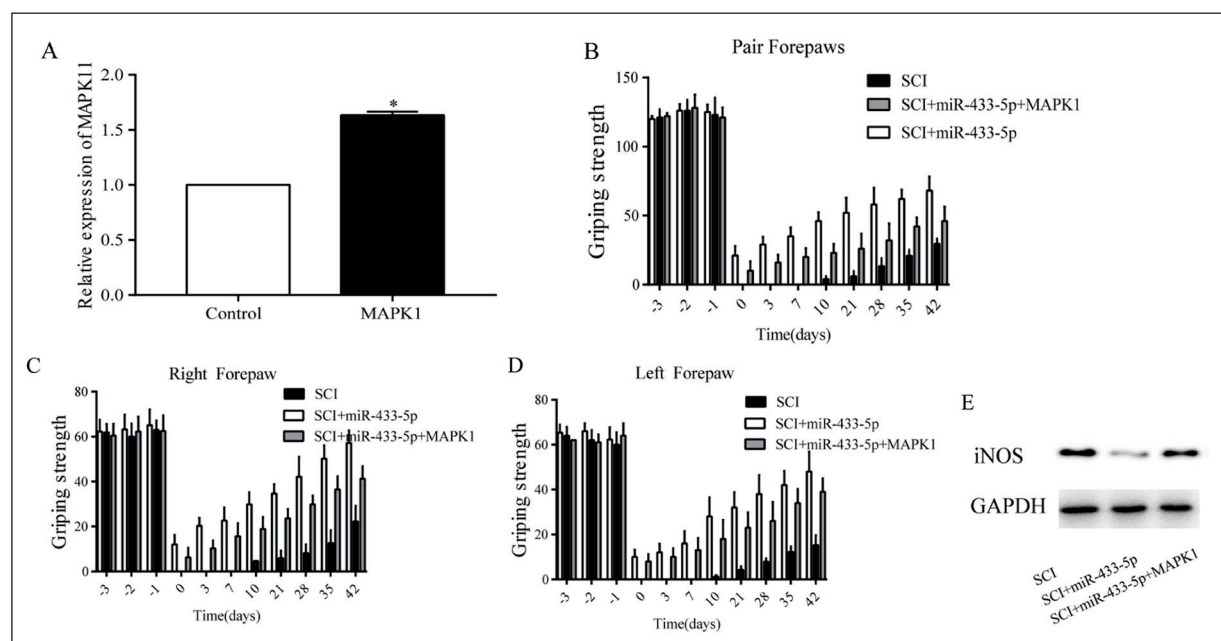 A
Relative expression of MAPK11
2.0
1.5
1.0
0.5
0.0
*
Control
MAPK1
B
Pair Forepaws
SCI
SCI+miR-433-5p+MAPK1
SCI+miR-433-5p
Griping strength
150
100
50
0
-3 -2 -1 0 3 7 10 21 28 35 42
Time(days)
C
Right Forepaw
SCI
SCI+miR-433-5p
SCI+miR-433-5p+MAPK1
Griping strength
80
60
40
20
0
-3 -2 -1 0 3 7 10 21 28 35 42
Time(days)
D
Left Forepaw
SCI
SCI+miR-433-5p
SCI+miR-433-5p+MAPK1
Griping strength
80
60
40
20
0
-3 -2 -1 0 3 7 10 21 28 35 42
Time(days)
E
iNOS
GAPDH
SCI
SCI+miR-433-5p
SCI+miR-433-5p+MAPK1